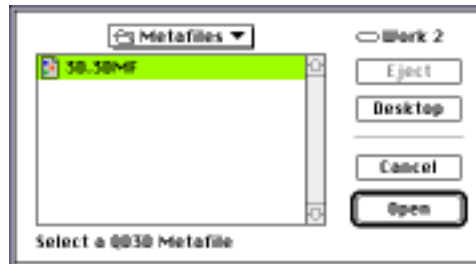 Metafiles
Work 2
3D.3DMF
Eject
Desktop
Cancel
Open
Select a QD3D Metafile